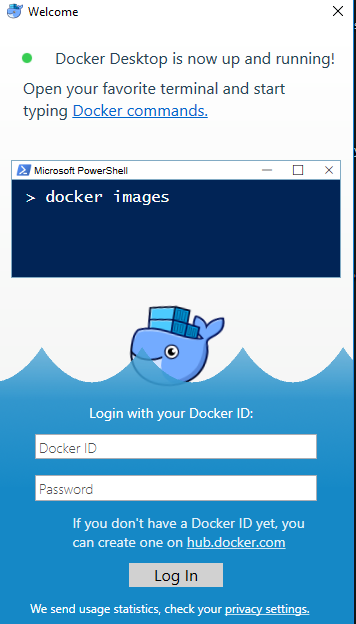 Welcome
Docker Desktop is now up and running!
Open your favorite terminal and start
typing Docker commands.
Microsoft PowerShell
> docker images
Login with your Docker ID:
Docker ID
Password
If you don't have a Docker ID yet, you
can create one on hub.docker.com
Log In
We send usage statistics, check your privacy settings.